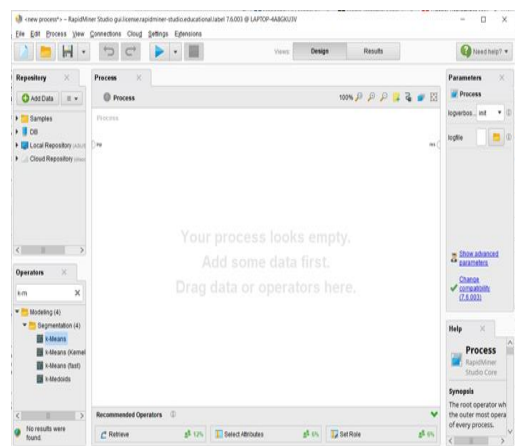 <new process*> – RapidMiner Studio gui.license.rapidminer-studio.educational.label 7.6.003 @ LAPTOP-4A8GKU3V
File Edit Process View Connections Cloud Settings Extensions
Views: Design Results Need help?
Repository
Add Data
Samples
DB
Local Repository
Cloud Repository
Process
Process
100%
Process
inp
res
Your process looks empty.
Add some data first.
Drag data or operators here.
Parameters
Process
logverbos... init
logfile
Show advanced
parameters
Change
compatibility
(7.6.003)
Operators
k-m
Modeling (4)
Segmentation (4)
k-Means
k-Means (Kernel
k-Means (fast)
k-Medoids
No results were
found.
Recommended Operators
Retrieve 12%
Select Attributes 6%
Set Role 6%
Help
Process
RapidMiner
Studio Core
Synopsis
The root operator wh
the outer most opera
of every process.